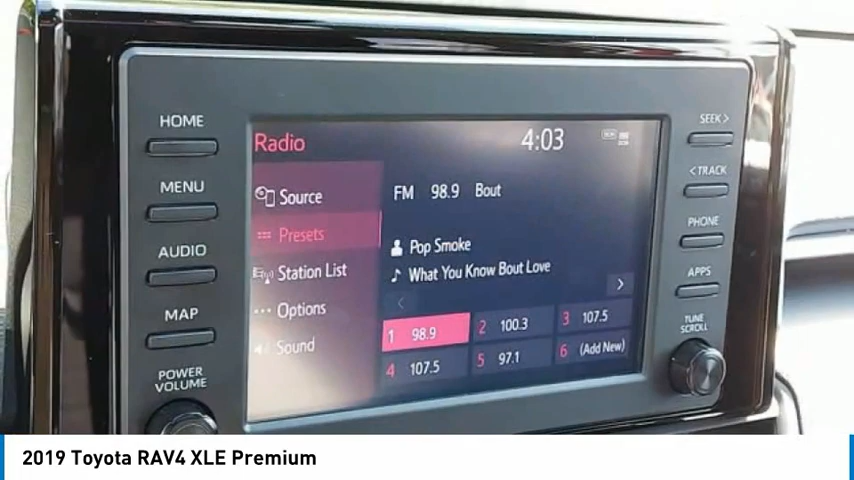 HOME
MENU
AUDIO
MAP
POWER
VOLUME
Radio
4:03
Source
Presets
Station List
Options
Sound
FM 98.9 Bout
Pop Smoke
What You Know Bout Love
1 98.9
2 100.3
3 107.5
4 107.5
5 97.1
6 (Add New)
SEEK >
< TRACK
PHONE
APPS
TUNE
SCROLL
2019 Toyota RAV4 XLE Premium